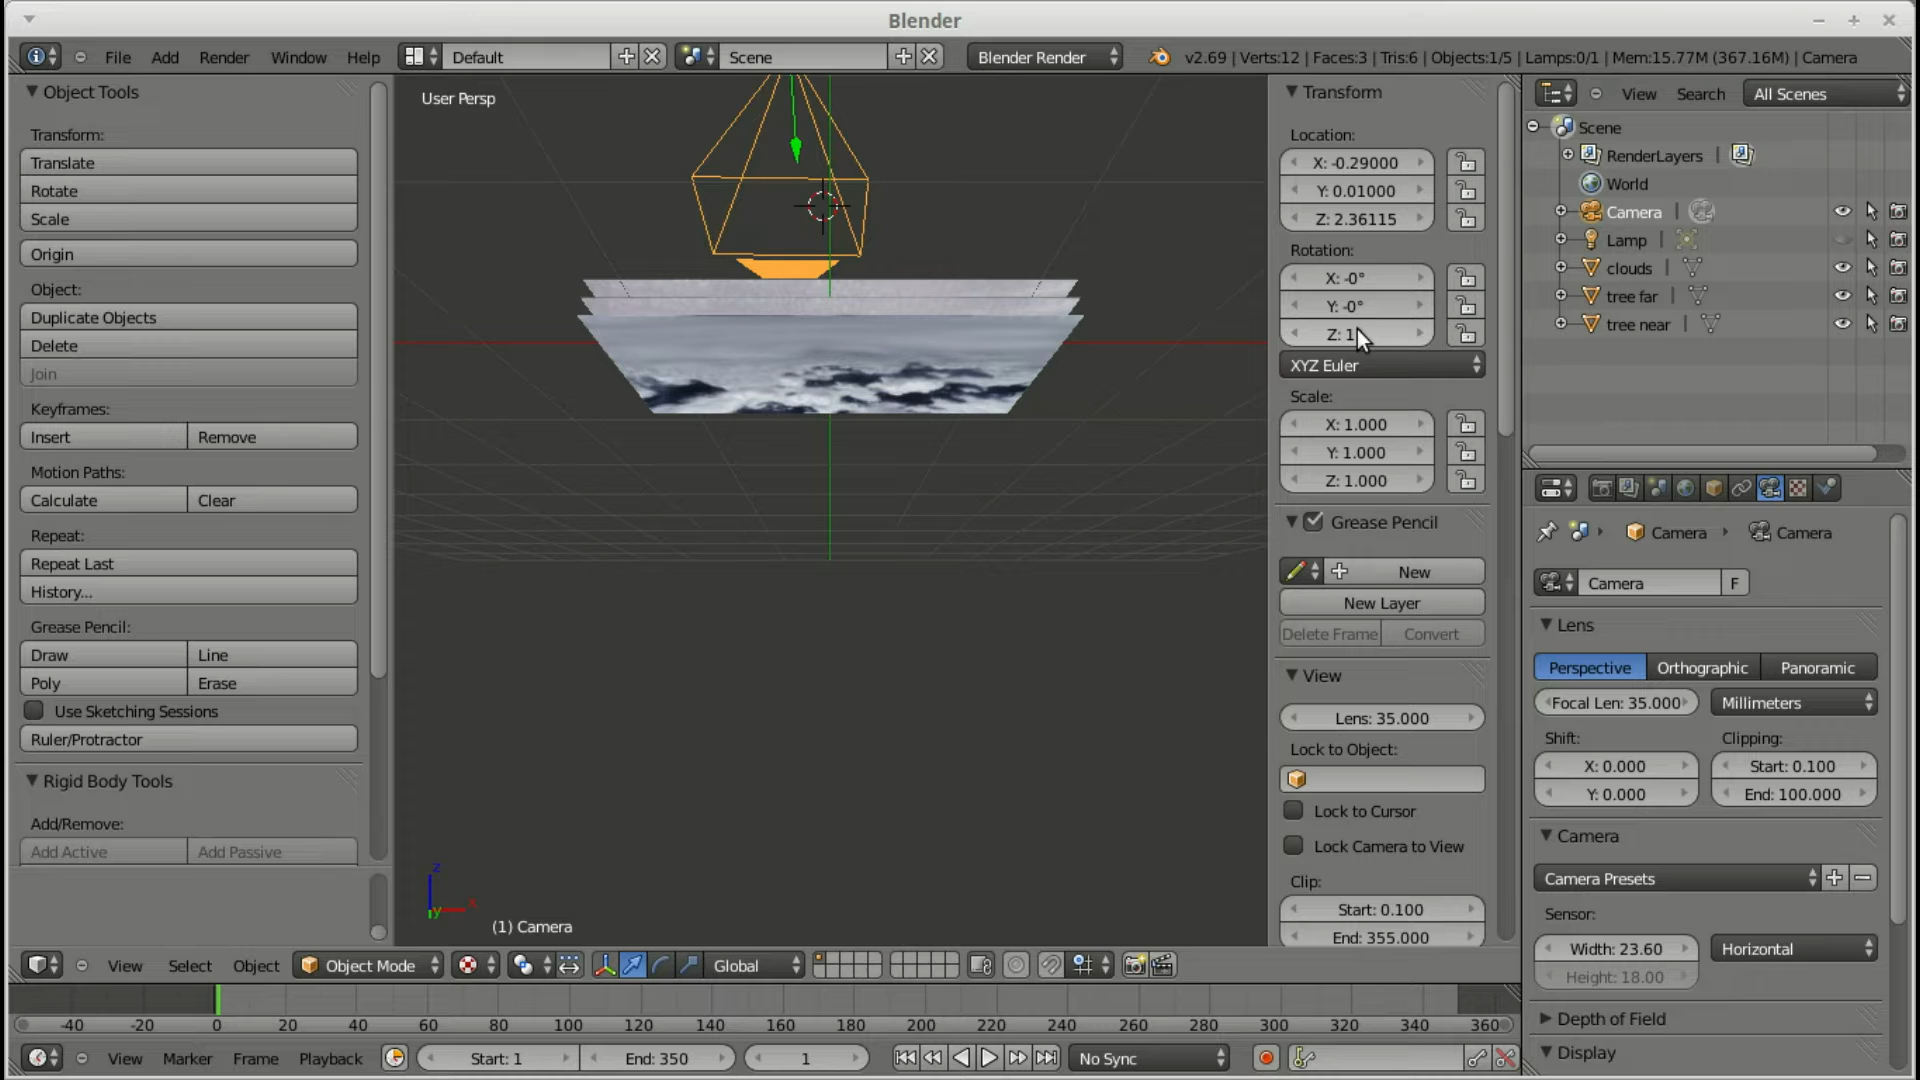 Blender
File Add Render Window Help Default Scene Blender Render v2.69 | Verts:12 | Faces:3 | Tris:6 | Objects:1/5 | Lamps:0/1 | Mem:15.77M (367.16M) | Camera
Object Tools
Transform:
Translate
Rotate
Scale
Origin
Object:
Duplicate Objects
Delete
Join
Keyframes:
Insert Remove
Motion Paths:
Calculate Clear
Repeat:
Repeat Last
History...
Grease Pencil:
Draw Line
Poly Erase
Use Sketching Sessions
Ruler/Protractor
Rigid Body Tools
Add/Remove:
Add Active Add Passive
User Persp
z
y x
(1) Camera
Transform
Location:
X: -0.29000
Y: 0.01000
Z: 2.36115
Rotation:
X: -0°
Y: -0°
Z: 1
XYZ Euler
Scale:
X: 1.000
Y: 1.000
Z: 1.000
Grease Pencil
New
New Layer
Delete Frame Convert
View
Lens: 35.000
Lock to Object:
Lock to Cursor
Lock Camera to View
Clip:
Start: 0.100
End: 355.000
View Search All Scenes
Scene
RenderLayers |
World
Camera |
Lamp |
clouds |
tree far |
tree near |
Camera Camera
Camera F
Lens
Perspective Orthographic Panoramic
Focal Len: 35.000 Millimeters
Shift: Clipping:
X: 0.000 Start: 0.100
Y: 0.000 End: 100.000
Camera
Camera Presets
Sensor:
Width: 23.60 Horizontal
Height: 18.00
Depth of Field
Display
View Select Object Object Mode Global
-40 -20 0 20 40 60 80 100 120 140 160 180 200 220 240 260 280 300 320 340 360
View Marker Frame Playback Start: 1 End: 350 1 No Sync